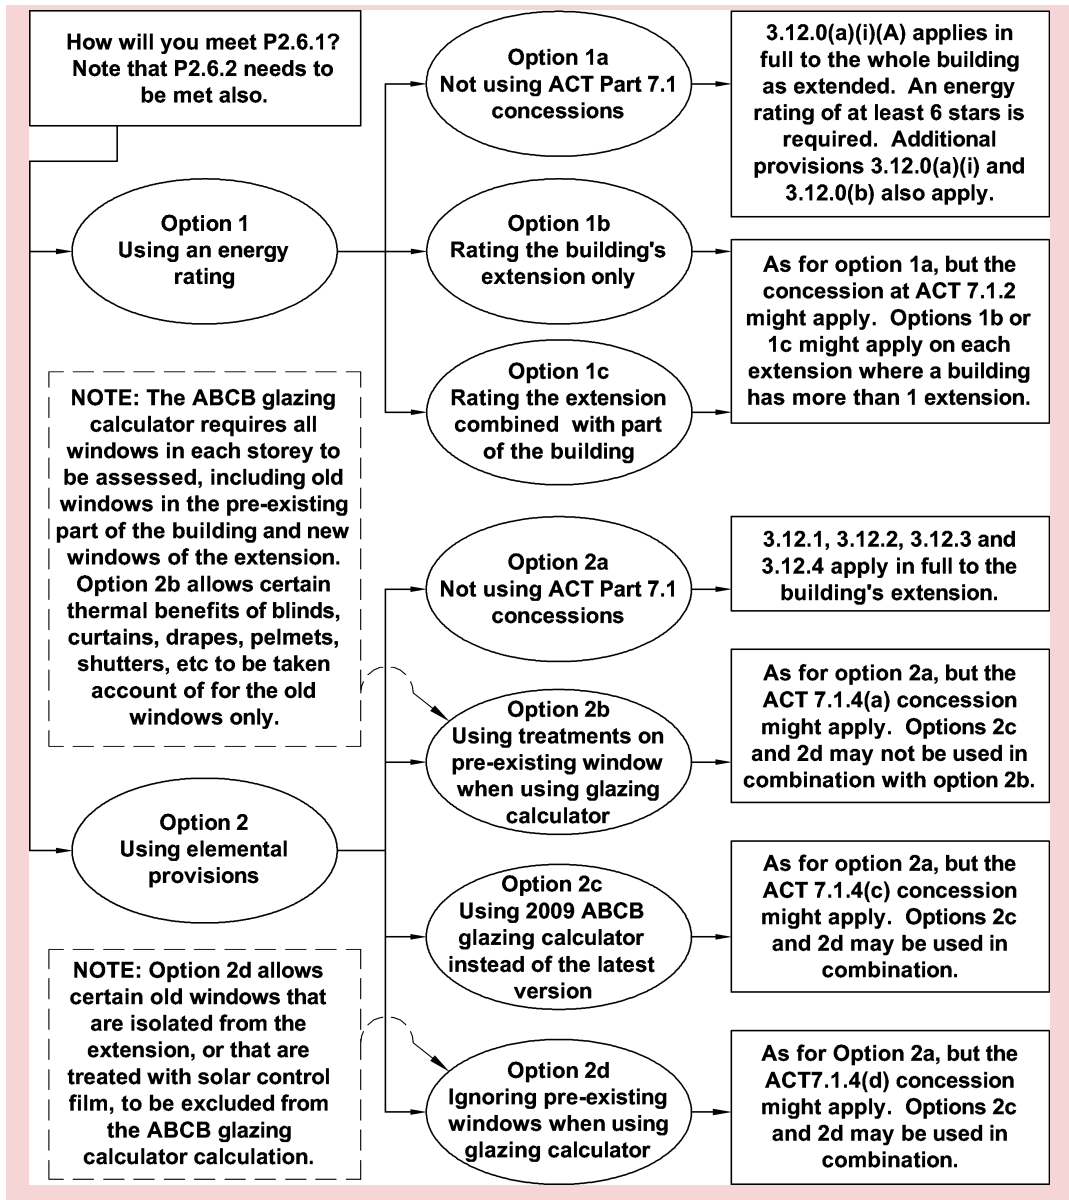 How will you meet P2.6.1?
Note that P2.6.2 needs to
be met also.
Option 1
Using an energy
rating
Option 1a
Not using ACT Part 7.1
concessions
3.12.0(a)(i)(A) applies in
full to the whole building
as extended. An energy
rating of at least 6 stars is
required. Additional
provisions 3.12.0(a)(i) and
3.12.0(b) also apply.
Option 1b
Rating the building's
extension only
As for option 1a, but the
concession at ACT 7.1.2
might apply. Options 1b or
1c might apply on each
extension where a building
has more than 1 extension.
Option 1c
Rating the extension
combined with part
of the building
NOTE: The ABCB glazing
calculator requires all
windows in each storey to
be assessed, including old
windows in the pre-existing
part of the building and new
windows of the extension.
Option 2b allows certain
thermal benefits of blinds,
curtains, drapes, pelmets,
shutters, etc to be taken
account of for the old
windows only.
Option 2
Using elemental
provisions
Option 2a
Not using ACT Part 7.1
concessions
3.12.1, 3.12.2, 3.12.3 and
3.12.4 apply in full to the
building's extension.
Option 2b
Using treatments on
pre-existing window
when using glazing
calculator
As for option 2a, but the
ACT 7.1.4(a) concession
might apply. Options 2c
and 2d may not be used in
combination with option 2b.
Option 2c
Using 2009 ABCB
glazing calculator
instead of the latest
version
As for option 2a, but the
ACT 7.1.4(c) concession
might apply. Options 2c
and 2d may be used in
combination.
NOTE: Option 2d allows
certain old windows that
are isolated from the
extension, or that are
treated with solar control
film, to be excluded from
the ABCB glazing
calculator calculation.
Option 2d
Ignoring pre-existing
windows when using
glazing calculator
As for Option 2a, but the
ACT7.1.4(d) concession
might apply. Options 2c
and 2d may be used in
combination.